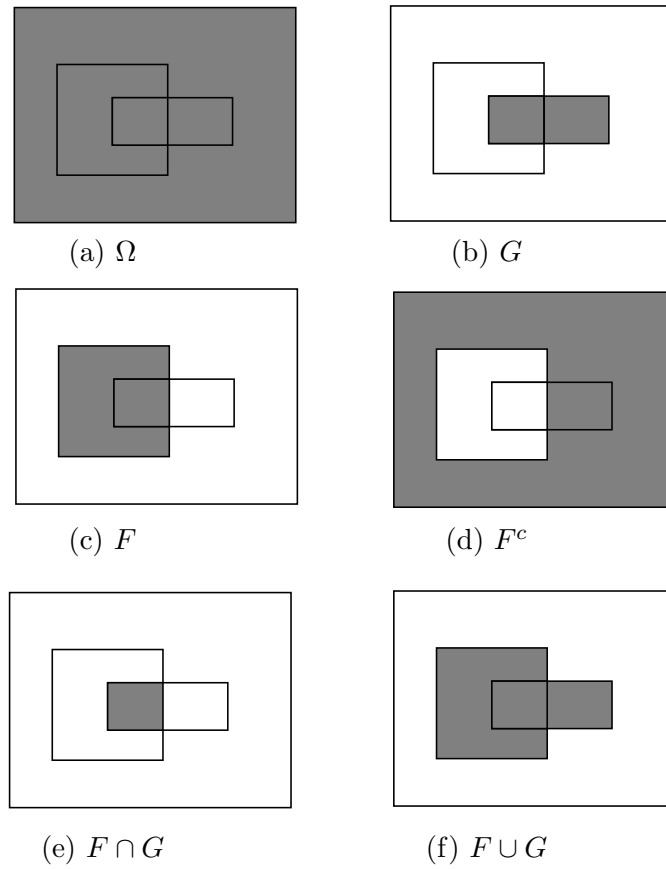 (a) Ω
(b) G
(c) F
(d) F^c
(e) F ∩ G
(f) F ∪ G